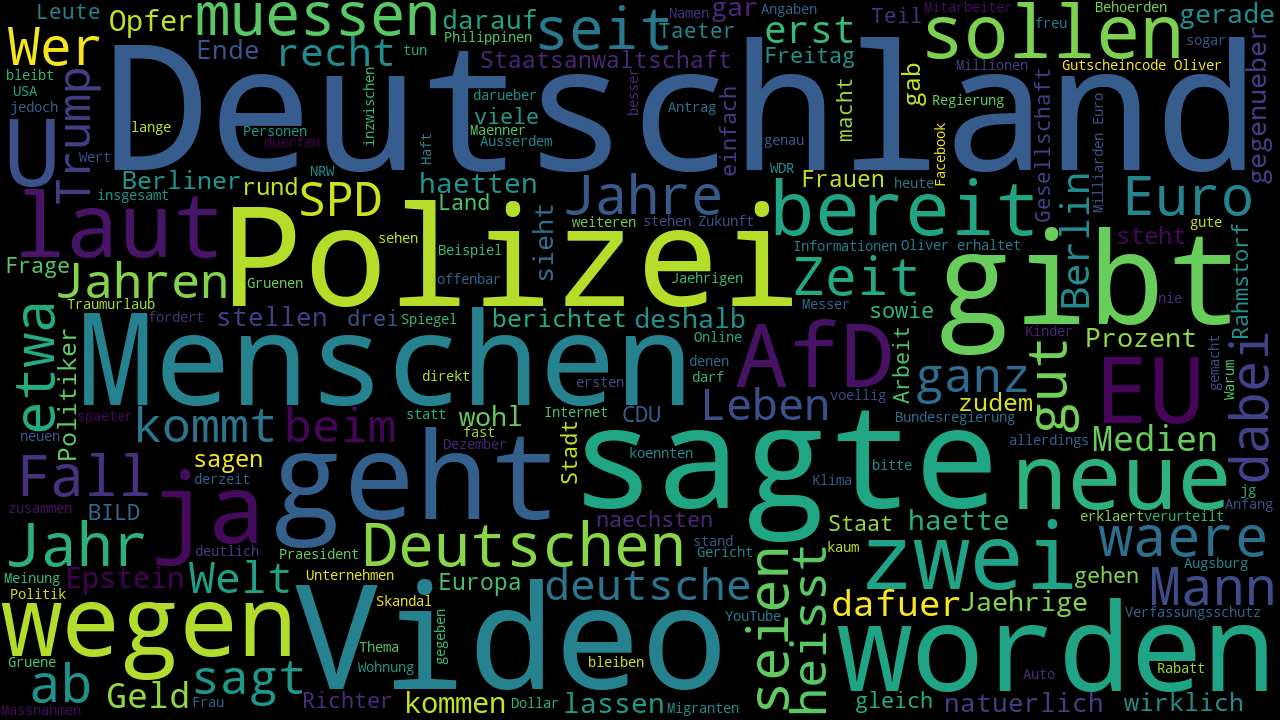 Leute
Opfer
muessen
darauf
seit
gar
Namen
Angaben
Teil
Mitarbeiter
Behoerden
gerade
Wer
Ende
recht
Philippinen
tun
Taeter
erst
sollen
freu
sogar
gegenueber
Staatsanwaltschaft
Freitag
bleibt
USA
jedoch
Trump
Deutschland
gab
Millionen
Gutscheincode Oliver
U
lange
Personen
duerfen
inzwischen
darueber
viele
Maenner
Ausserdem
besser
Antrag
einfach
genau
macht
Regierung
Gesellschaft
Milliarden Euro
Wert
Haft
WDR
Facebook
Berliner
insgesamt
rund
NRW
SPD
haetten
Land
Jahre
Frauen
heute
bereit
Berlin
Euro
laut
Polizei
sehen
weiteren
stehen
Zukunft
gute
steht
Frage
Jahren
Gruenen
Beispiel
offenbar
sieht
Jaehrigen
Informationen
Oliver
erhaltet
Zeit
gibt
Rahmstorf
Traumurlaub
fordert
stellen
drei
Spiegel
berichtet
deshalb
Messer
sowie
nie
etwa
Politiker
Menschen
Online
denen
darf
AfD
Arbeit
Kinder
Prozent
gut
gemacht
warum
dabei
direkt
ersten
voellig
ganz
EU
spaeter
neuen
kommt
beim
statt
wohl
fast
Internet
CDU
Leben
zudem
Bundesregierung
allerdings
Medien
Fall
sagen
derzeit
geht
Dezember
Stadt
koennten
sagte
bitte
Klima
neue
jg
Anfang
zusammen
BILD
ja
naechsten
stand
Staat
haette
erklaert
verurteilt
Jahr
deutlich
Praesident
Deutschen
Gericht
kaum
zwei
waere
Augsburg
Meinung
Politik
Epstein
Welt
Unternehmen
Skandal
Europa
deutsche
YouTube
seien
heisst
dafuer
Jaehrige
gehen
Mann
Verfassungsschutz
wegen
Video
Thema
Wohnung
gegeben
bleiben
worden
Rabatt
Gruene
ab
Massnahmen
Geld
sagt
Frau
Richter
kommen
Dollar
lassen
Migranten
gleich
natuerlich
Auto
wirklich